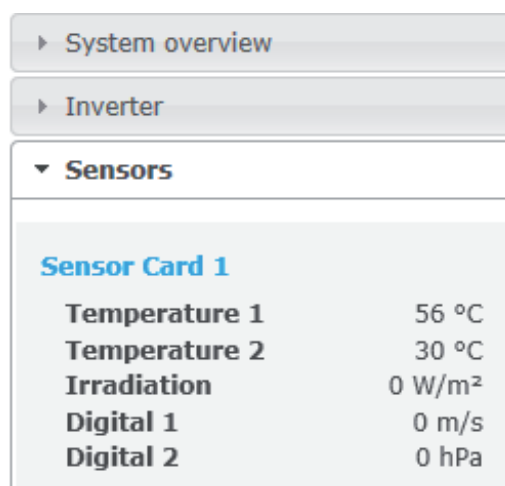 System overview
Inverter
Sensors
Sensor Card 1
Temperature 1 56 °C
Temperature 2 30 °C
Irradiation 0 W/m²
Digital 1 0 m/s
Digital 2 0 hPa